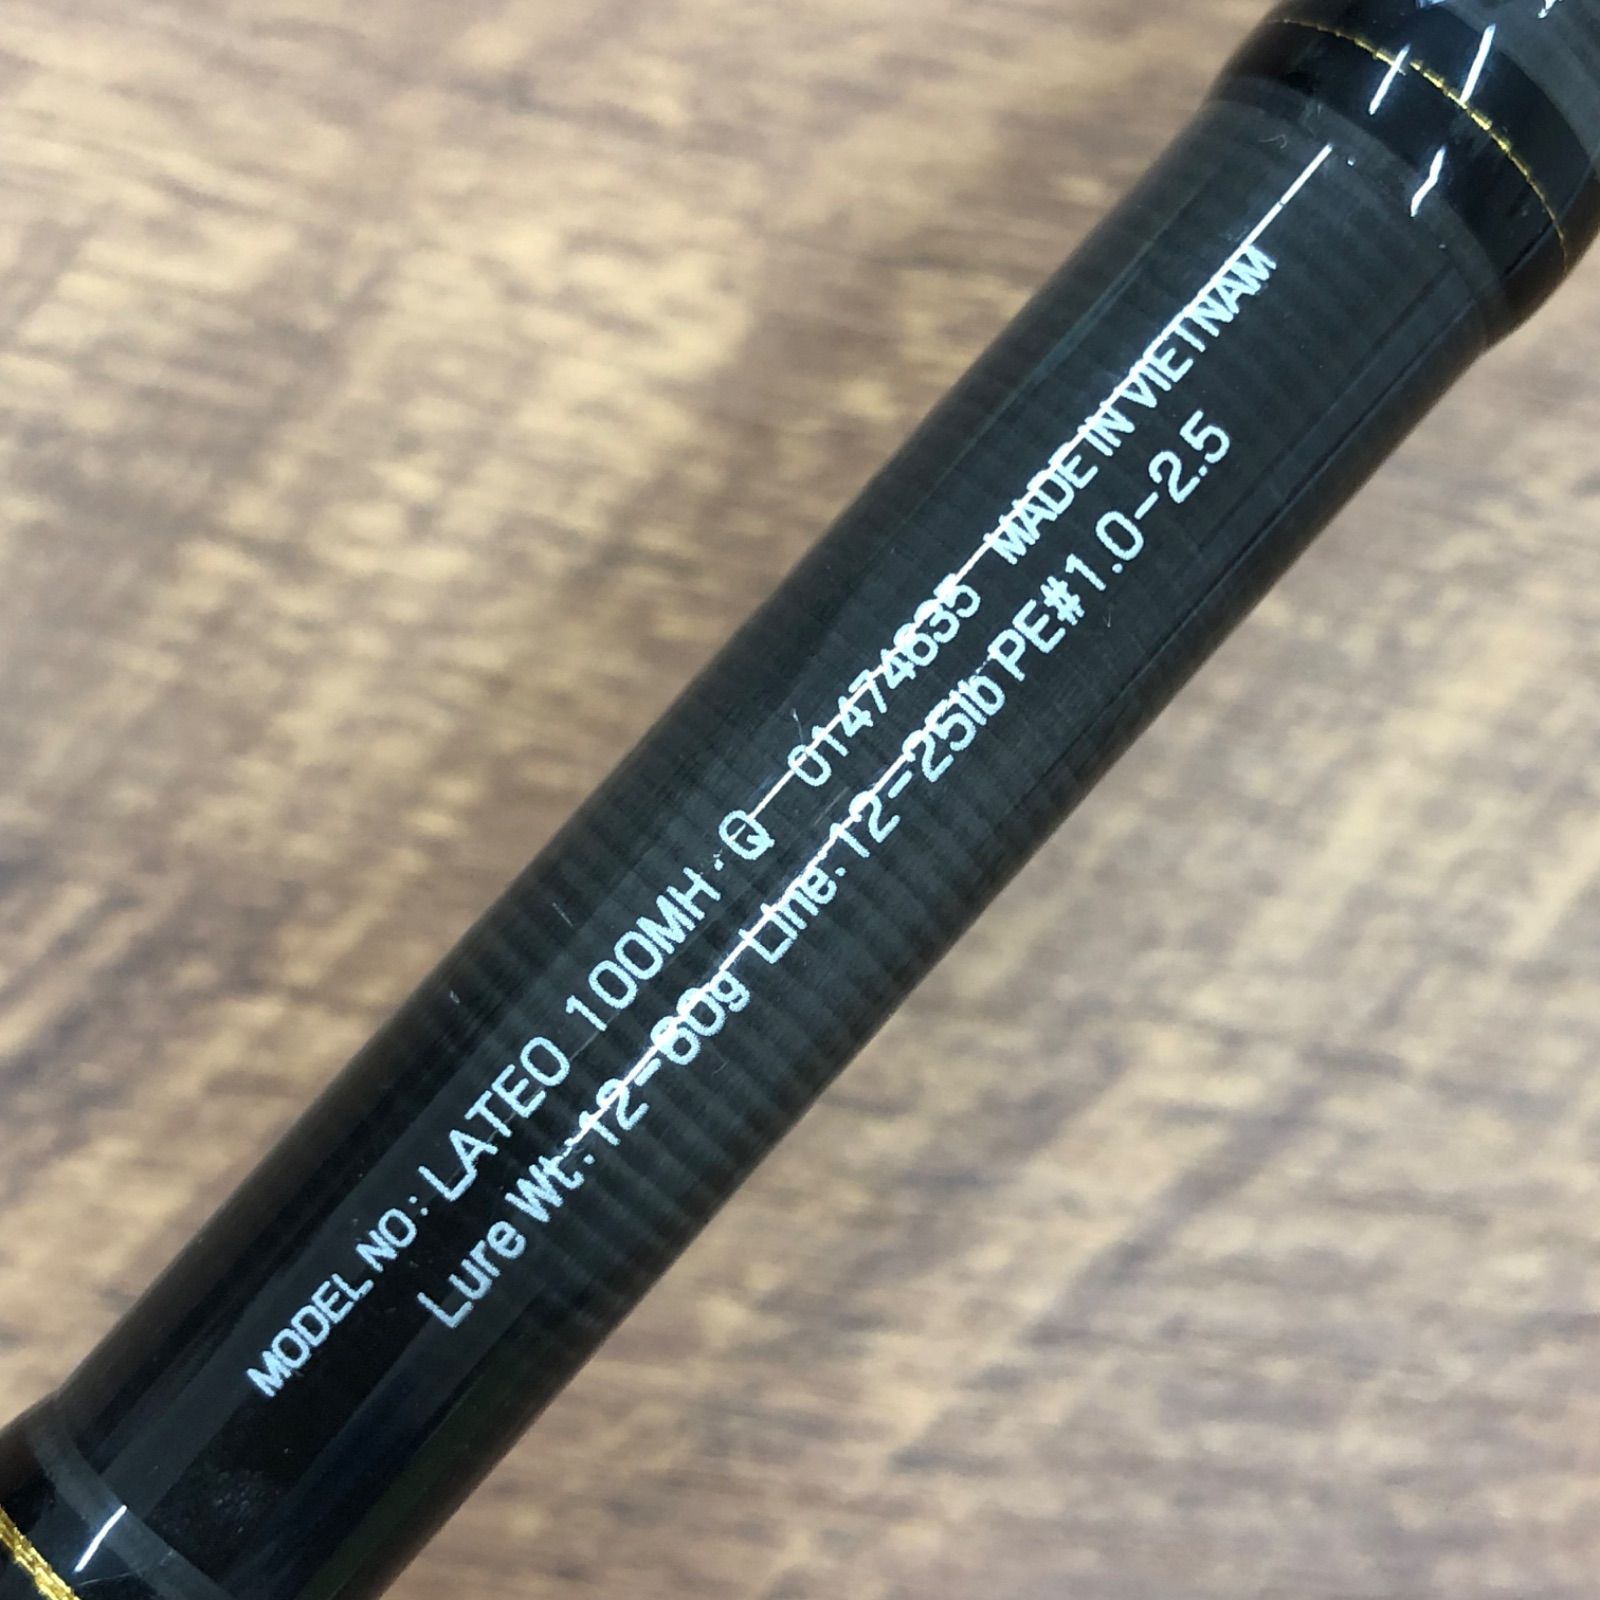 MODEL NO: LATEO 100MH・Q 01474635 MADE IN VIETNAM
Lure Wt.:12-60g Line:12-25lb PE#1.0-2.5